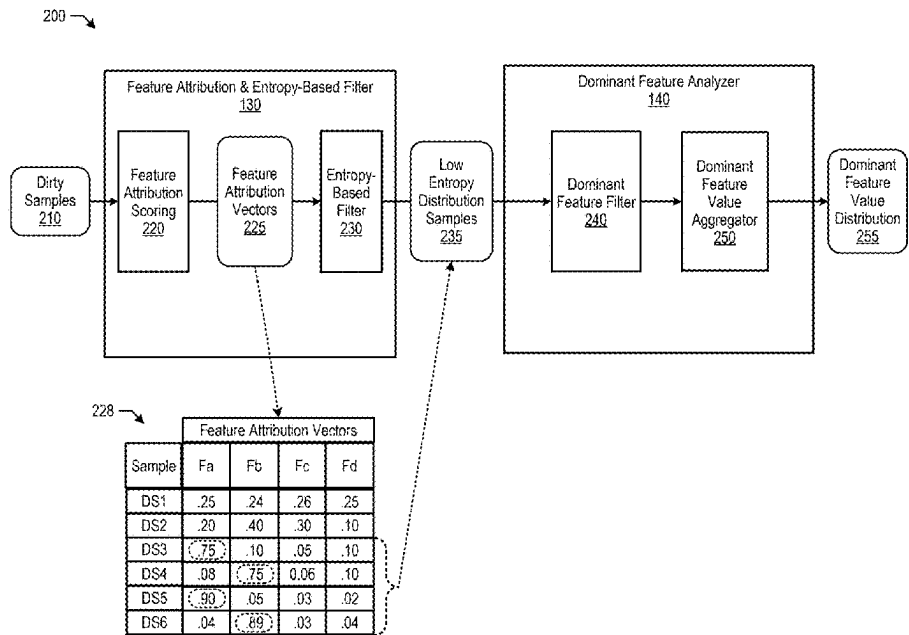 200
Feature Attribution & Entropy-Based Filter
130
Dominant Feature Analyzer
140
Dirty
Samples
210
Feature
Attribution
Scoring
220
Feature
Attribution
Vectors
225
Entropy-
Based
Filter
230
Low
Entropy
Distribution
Samples
235
Dominant
Feature Filter
240
Dominant
Feature
Value
Aggregator
250
Dominant
Feature Value
Distribution
255
228
Feature Attribution Vectors
Sample Fa Fb Fc Fd
DS1 .25 .24 .26 .25
DS2 .20 .40 .30 .10
DS3 .75 .10 .05 .10
DS4 .08 .75 0.06 .10
DS5 .90 .05 .03 .02
DS6 .04 .89 .03 .04